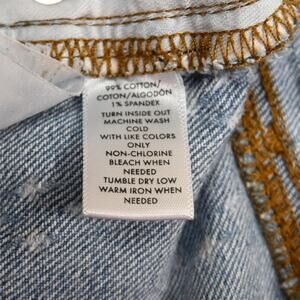 99% COTTON/
COTON/ALGODÓN
1% SPANDEX
TURN INSIDE OUT
MACHINE WASH
COLD
WITH LIKE COLORS
ONLY
NON-CHLORINE
BLEACH WHEN
NEEDED
TUMBLE DRY LOW
WARM IRON WHEN
NEEDED